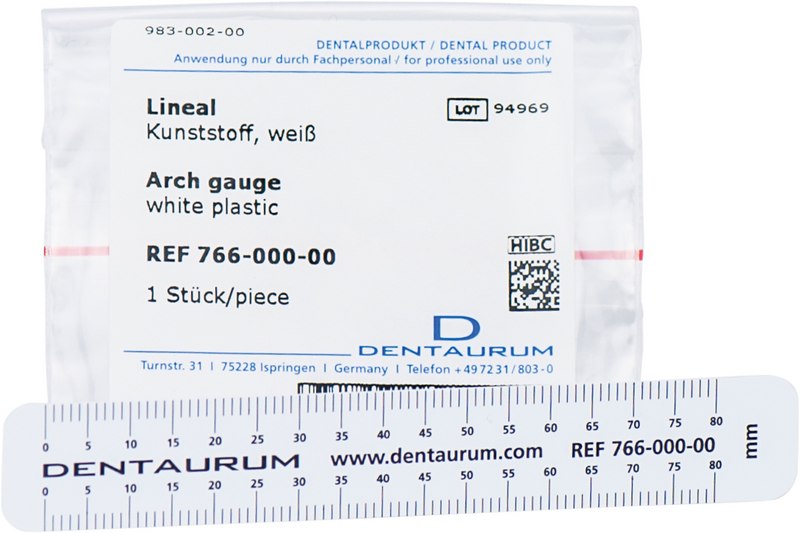 983-002-00
DENTALPRODUKT / DENTAL PRODUCT
Anwendung nur durch Fachpersonal / for professional use only
Lineal
Kunststoff, weiß
LOT 94969
Arch gauge
white plastic
REF 766-000-00
HIBC
1 Stück/piece
D
DENTAURUM
Turnstr. 31 I 75228 Ispringen I Germany I Telefon +497231/803-0
0 5 10 15 20 25 30 35 40 45 50 55 60 65 70 75 80
DENTAURUM www.dentaurum.com REF 766-000-00 mm
0 5 10 15 20 25 30 35 40 45 50 55 60 65 70 75 80